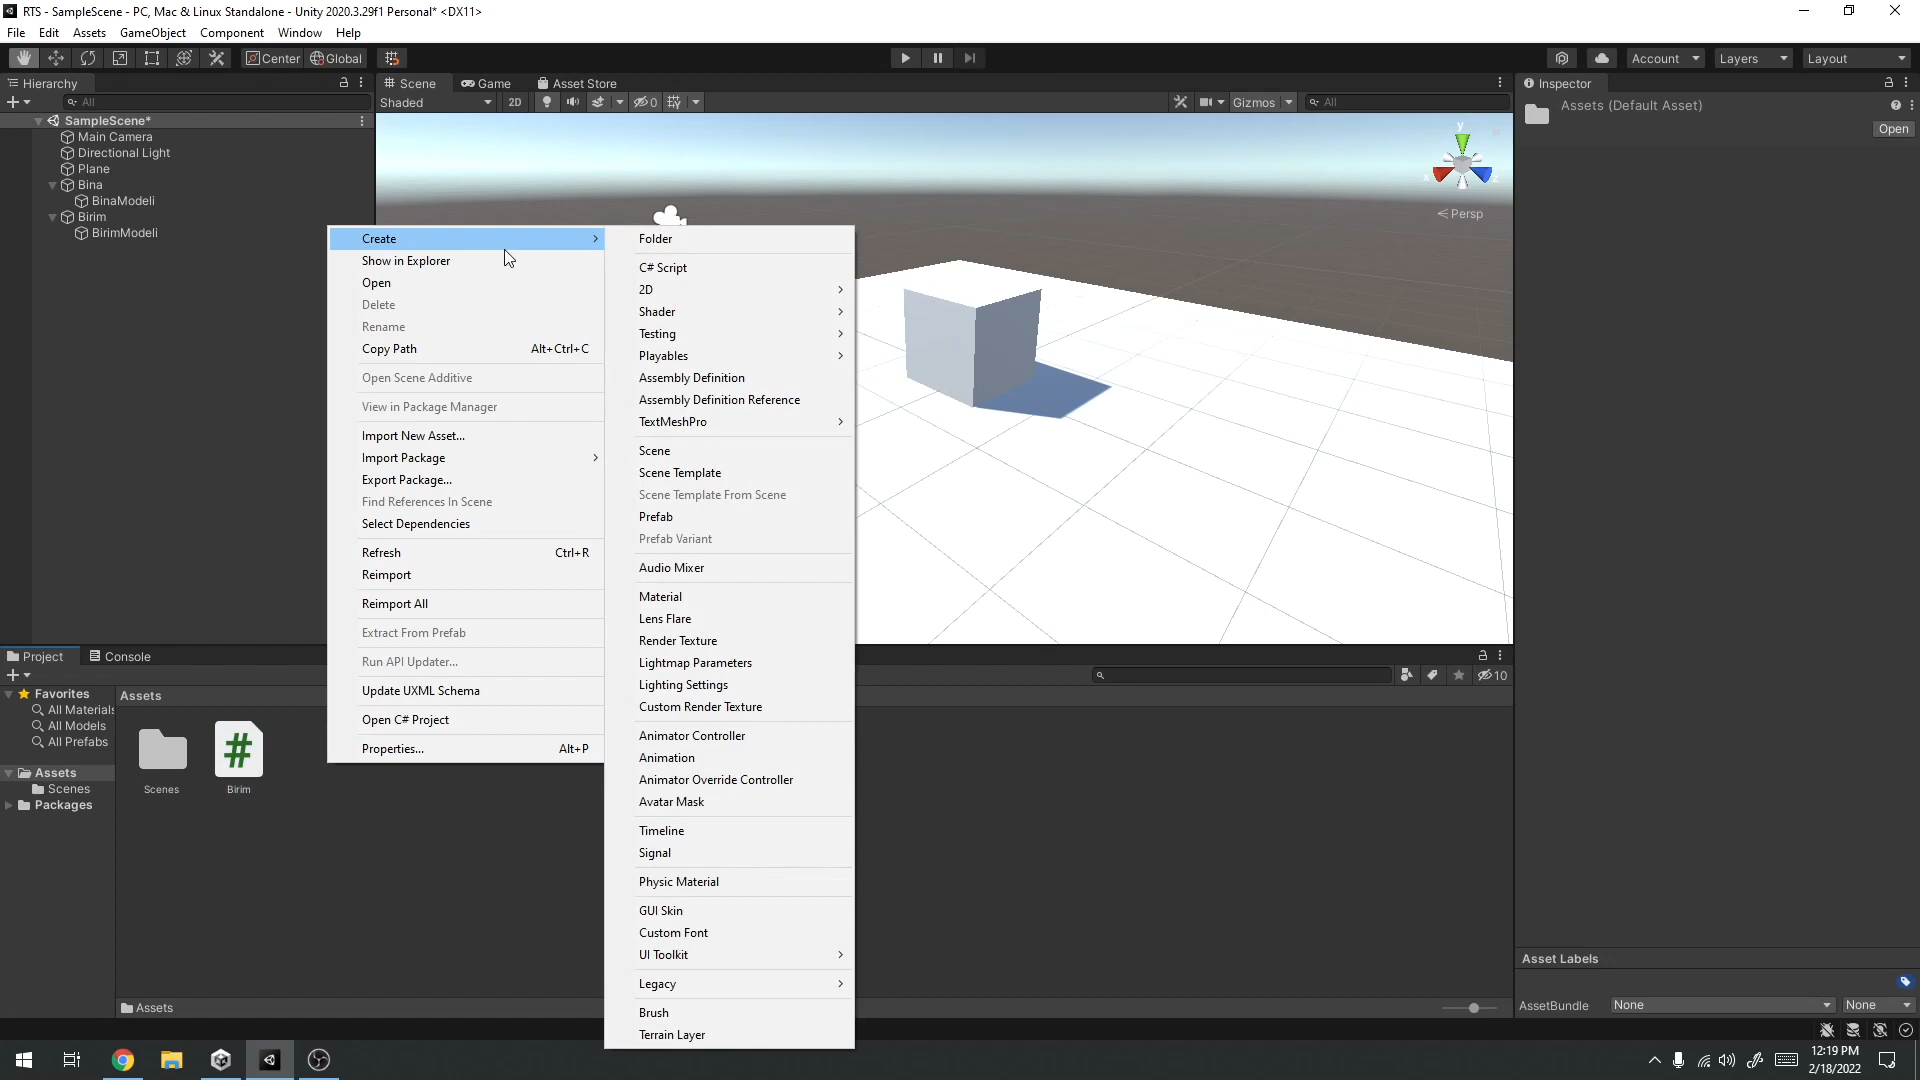 RTS - SampleScene - PC, Mac & Linux Standalone - Unity 2020.3.29f1 Personal* <DX11>
File Edit Assets GameObject Component Window Help
Center Global Account Layers Layout
Hierarchy
All
SampleScene*
Main Camera
Directional Light
Plane
Bina
BinaModeli
Birim
BirimModeli
Scene Game Asset Store
Shaded 2D 0 Gizmos All
y
x
z
Persp
Inspector
Assets (Default Asset)
Open
Create
Show in Explorer
Open
Delete
Rename
Copy Path Alt+Ctrl+C
Open Scene Additive
View in Package Manager
Import New Asset...
Import Package
Export Package...
Find References In Scene
Select Dependencies
Refresh Ctrl+R
Reimport
Reimport All
Extract From Prefab
Run API Updater...
Update UXML Schema
Open C# Project
Properties... Alt+P
Folder
C# Script
2D
Shader
Testing
Playables
Assembly Definition
Assembly Definition Reference
TextMeshPro
Scene
Scene Template
Scene Template From Scene
Prefab
Prefab Variant
Audio Mixer
Material
Lens Flare
Render Texture
Lightmap Parameters
Lighting Settings
Custom Render Texture
Animator Controller
Animation
Animator Override Controller
Avatar Mask
Timeline
Signal
Physic Material
GUI Skin
Custom Font
UI Toolkit
Legacy
Brush
Terrain Layer
Project Console
10
Favorites
All Materials
All Models
All Prefabs
Assets
Scenes
Packages
Assets
#
Scenes
Birim
Assets
Asset Labels
AssetBundle None None
12:19 PM
2/18/2022